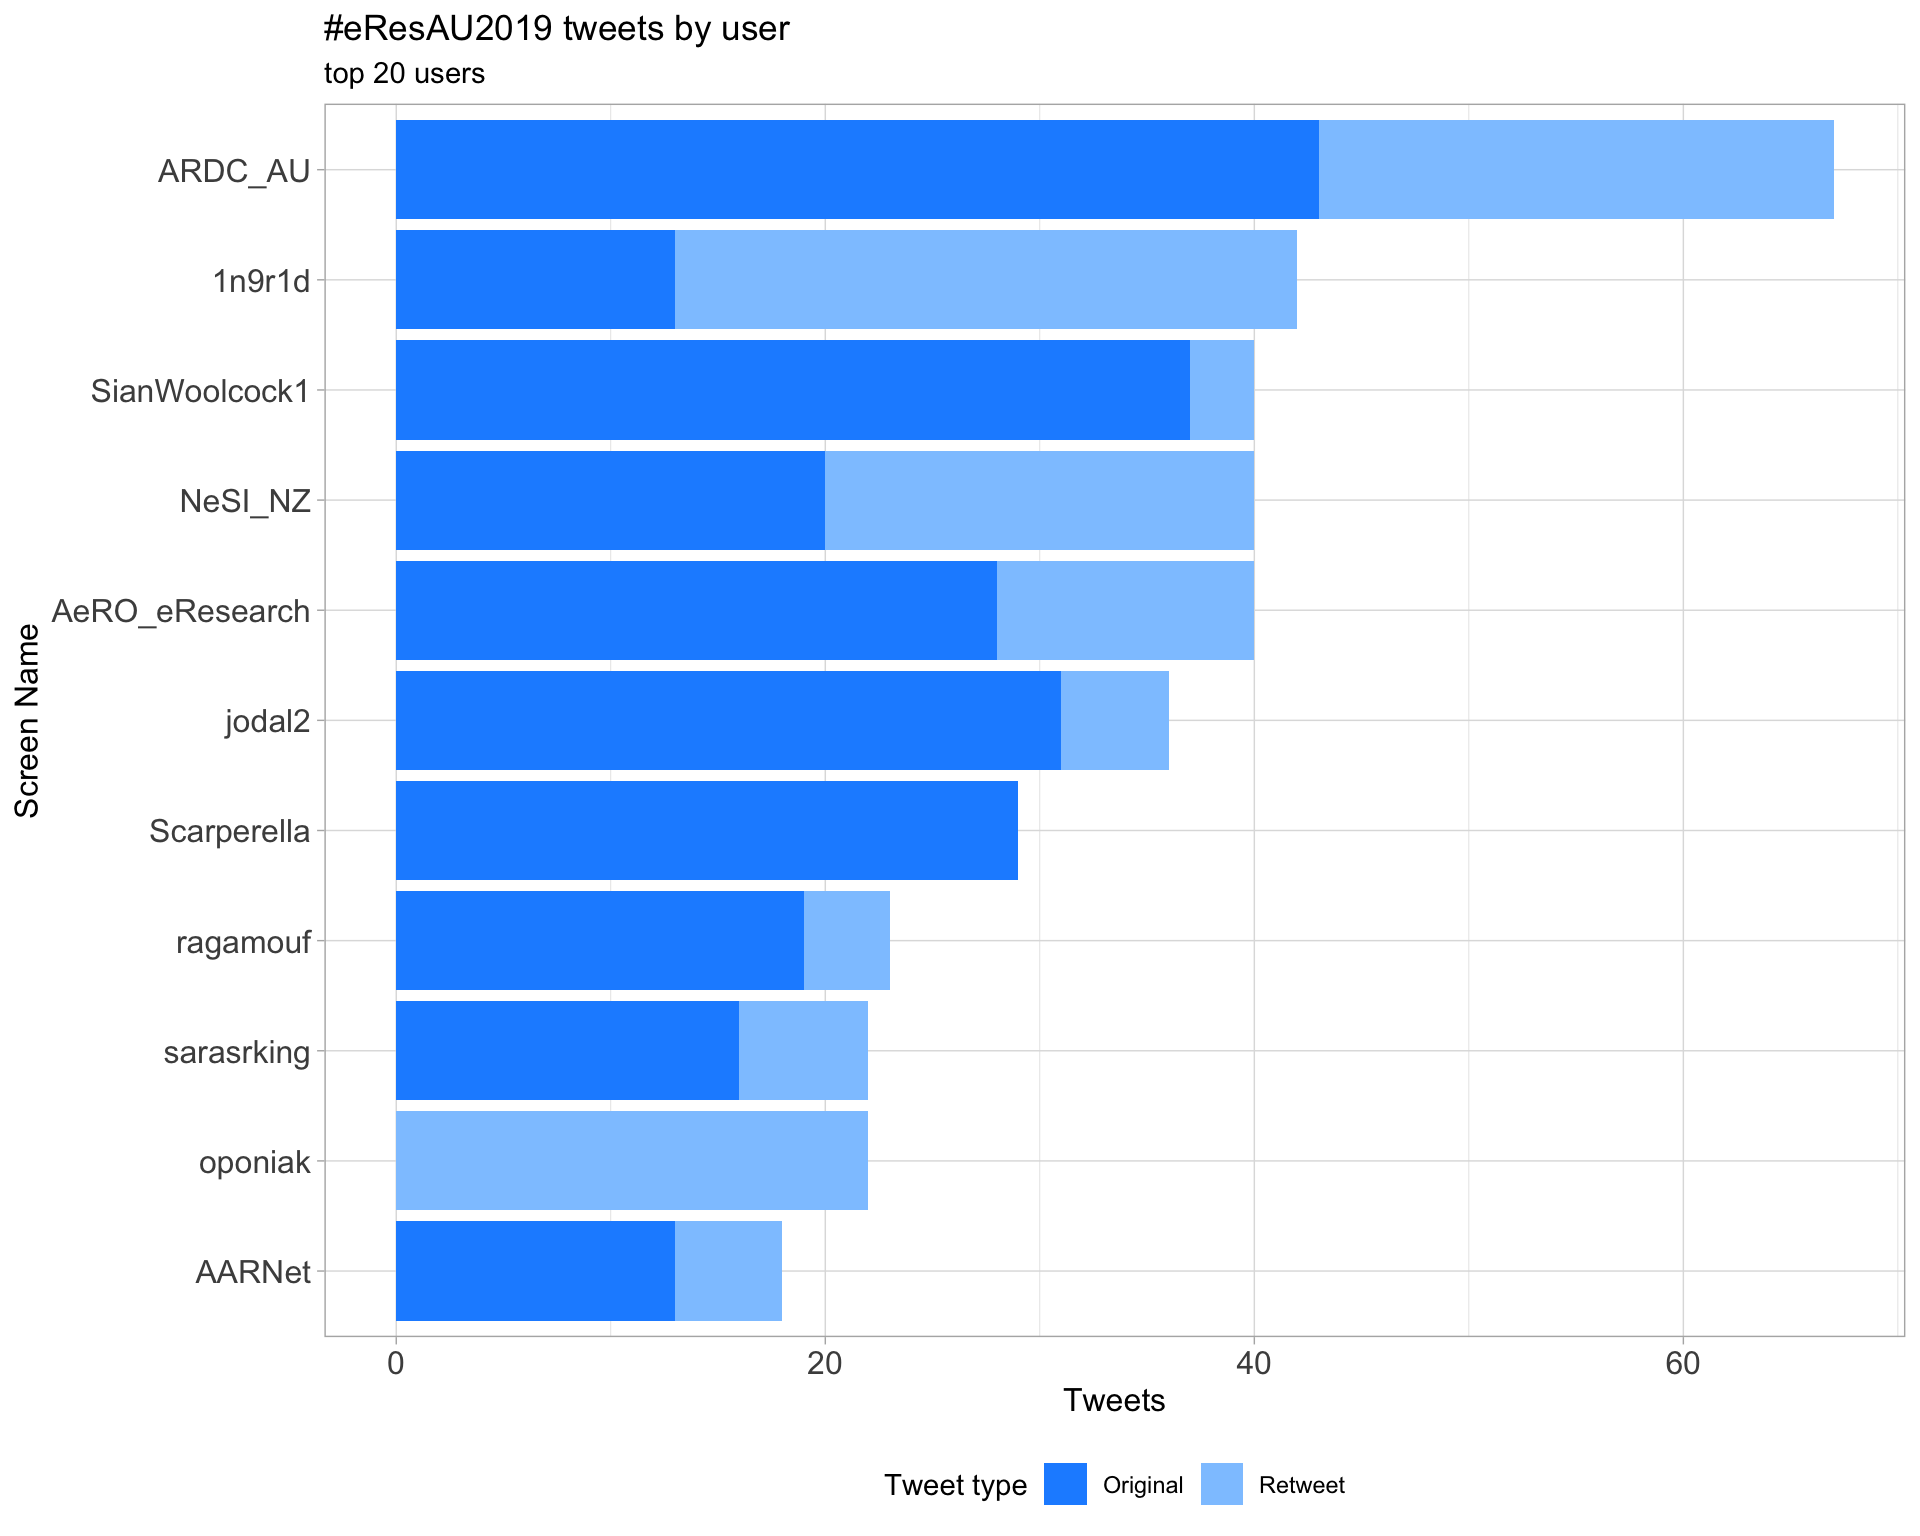 #eResAU2019 tweets by user
top 20 users
Screen Name
ARDC_AU
1n9r1d
SianWoolcock1
NeSI_NZ
AeRO_eResearch
jodal2
Scarperella
ragamouf
sarasrking
oponiak
AARNet
0 20 40 60
Tweets
Tweet type Original Retweet